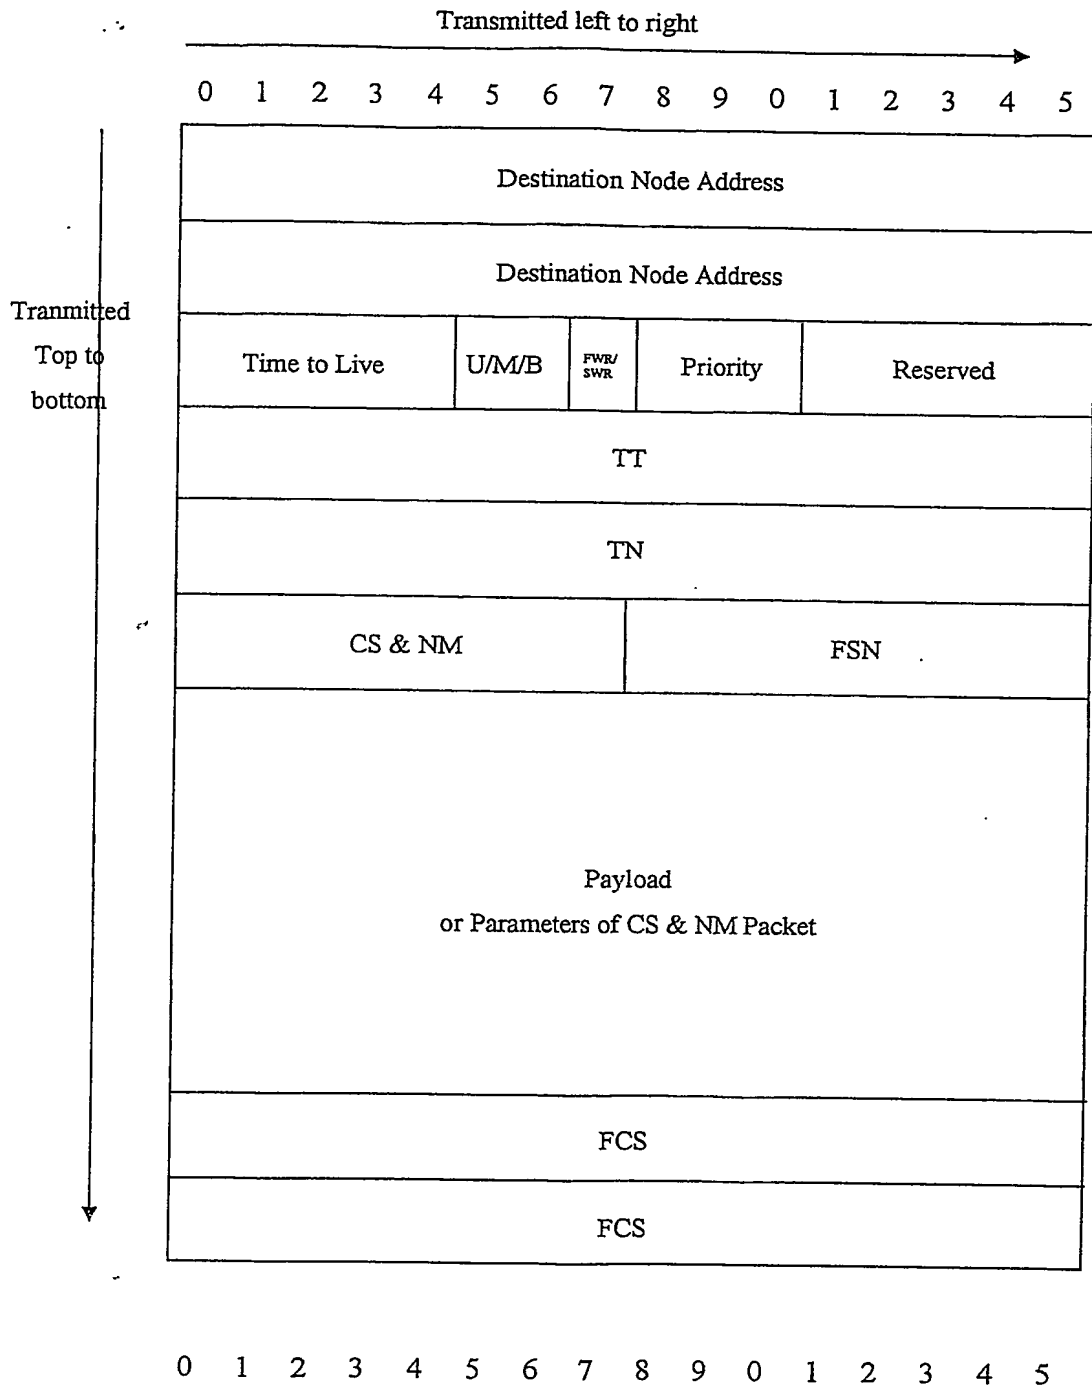 Transmitted left to right
0 1 2 3 4 5 6 7 8 9 0 1 2 3 4 5
Destination Node Address
Destination Node Address
Tranmitted
Top to
bottom
Time to Live U/M/B FWR/ SWR Priority Reserved
TT
TN
CS & NM FSN
Payload
or Parameters of CS & NM Packet
FCS
FCS
0 1 2 3 4 5 6 7 8 9 0 1 2 3 4 5